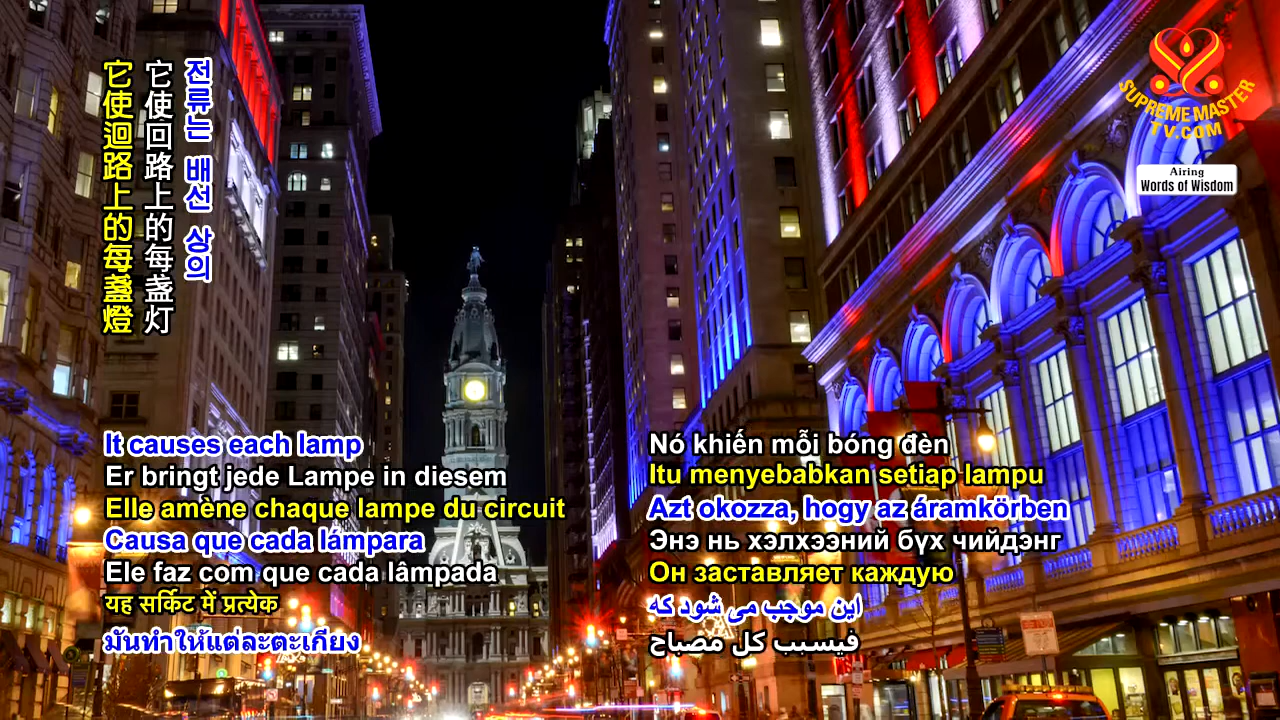 它使迴路上的每盞燈
它使回路上的每盏灯
전류는 배선 상의
SUPREME MASTER
TV.COM
Airing
Words of Wisdom
It causes each lamp
Er bringt jede Lampe in diesem
Elle amène chaque lampe du circuit
Causa que cada lámpara
Ele faz com que cada lâmpada
यह सर्किट में प्रत्येक
มันทำให้แต่ละตะเกียง
Nó khiến mỗi bóng đèn
Itu menyebabkan setiap lampu
Azt okozza, hogy az áramkörben
Энэ нь хэлхээний бүх чийдэнг
Он заставляет каждую
این موجب می شود که
فيسبب كل مصباح